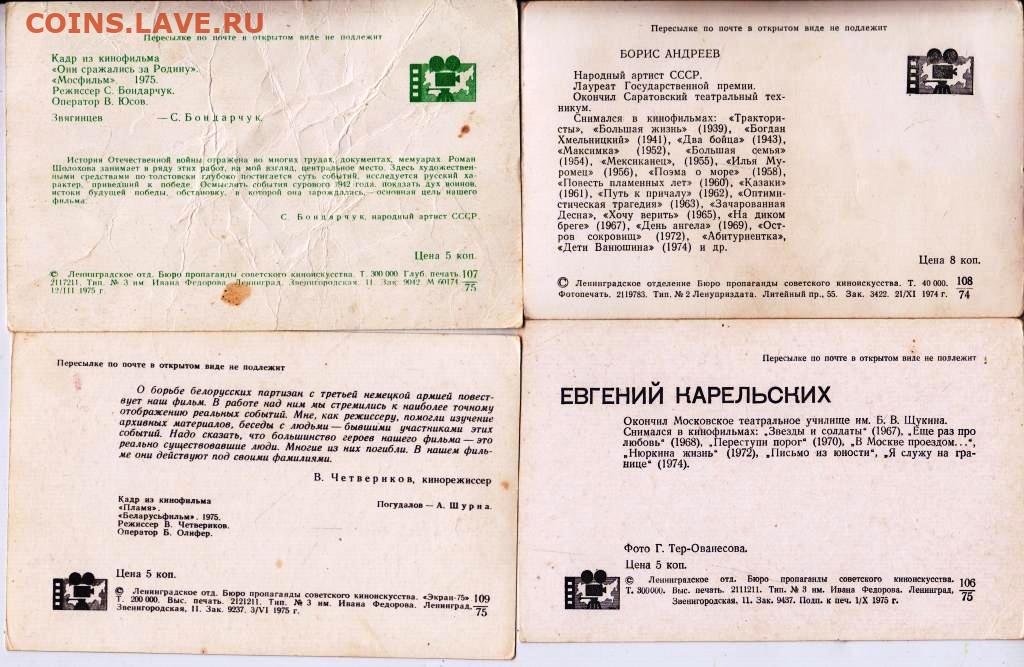 COINS.LAVE.RU
Пересылке по почте в открытом виде не подлежит
Кадр из кинофильма
«Они сражались за Родину».
«Мосфильм». 1975.
Режиссер С. Бондарчук.
Оператор В. Юсов.
Звягинцев — С. Бондарчук.
История Отечественной войны отражена во многих трудах, документах, мемуарах. Роман
Шолохова занимает в ряду этих работ, на мой взгляд, центральное место. Здесь художествен-
ными средствами по-толстовски глубоко постигается суть событий, исследуется русский ха-
рактер, приведший к победе. Осмыслить события сурового 1942 года, показать дух воинов,
истоки будущей победы, обстановку, в которой она зарождалась,—основная цель нашего
фильма.
С. Бондарчук, народный артист СССР.
Цена 5 коп.
© Ленинградское отд. Бюро пропаганды советского киноискусства. Т. 300 000. Глуб. печать.
2117211. Тип. № 3 им. Ивана Федорова. Ленинград, Звенигородская, 11. Зак. 9042 М 60174
12/III 1975 г.
107
75
Пересылке по почте в открытом виде не подлежит
БОРИС АНДРЕЕВ
Народный артист СССР.
Лауреат Государственной премии.
Окончил Саратовский театральный тех-
никум.
Снимался в кинофильмах: «Трактори-
сты», «Большая жизнь» (1939), «Богдан
Хмельницкий» (1941), «Два бойца» (1943),
«Максимка» (1952), «Большая семья»
(1954), «Мексиканец», (1955), «Илья Му-
ромец» (1956), «Поэма о море» (1958),
«Повесть пламенных лет» (1960), «Казаки»
(1961), «Путь к причалу» (1962), «Оптими-
стическая трагедия» (1963), «Зачарованная
Десна», «Хочу верить» (1965), «На диком
бреге» (1967), «День ангела» (1969), «Ост-
ров сокровищ» (1972), «Абитуриентка»,
«Дети Ванюшина» (1974) и др.
Цена 8 коп.
© Ленинградское отделение Бюро пропаганды советского киноискусства. Т. 40 000.
Фотопечать. 2119783. Тип. № 2 Ленуприздата. Литейный пр., 55. Зак. 3422. 21/XI 1974 г.
108
74
Пересылке по почте в открытом виде не подлежит
О борьбе белорусских партизан с третьей немецкой армией повест-
вует наш фильм. В работе над ним мы стремились к наиболее точному
отображению реальных событий. Мне, как режиссеру, помогли изучение
архивных материалов, беседы с людьми—бывшими участниками этих
событий. Надо сказать, что большинство героев нашего фильма—это
реально существовавшие люди. Многие из них погибли. В нашем филь-
ме они действуют под своими фамилиями.
В. Четвериков, кинорежиссер
Кадр из кинофильма
«Пламя».
«Беларусьфильм». 1975.
Режиссер В. Четвериков.
Оператор Б. Олифер.
Погудалов — А. Шурна.
Цена 5 коп.
© Ленинградское отд. Бюро пропаганды советского киноискусства. «Экран-75»
Т. 200 000. Выс. печать. 2121211. Тип. № 3 им. Ивана Федорова. Ленинград,
Звенигородская, 11. Зак. 9237. 3/VI 1975 г.
109
75
Пересылке по почте в открытом виде не подлежит
ЕВГЕНИЙ КАРЕЛЬСКИХ
Окончил Московское театральное училище им. Б. В. Щукина.
Снимался в кинофильмах: „Звезды и солдаты“ (1967), „Еще раз про
любовь“ (1968), „Переступи порог“ (1970), „В Москве проездом...“,
„Нюркина жизнь“ (1972), „Письмо из юности“, „Я служу на гра-
нице“ (1974).
Фото Г. Тер-Ованесова.
Цена 5 коп.
© Ленинградское отд. Бюро пропаганды советского киноискусства.
Т. 300 000. Выс. печать. 2111211. Тип. № 3 им. Ивана Федорова. Ленинград,
Звенигородская, 11. Зак. 9437. Подп. к печ. 1/X 1975 г.
106
75